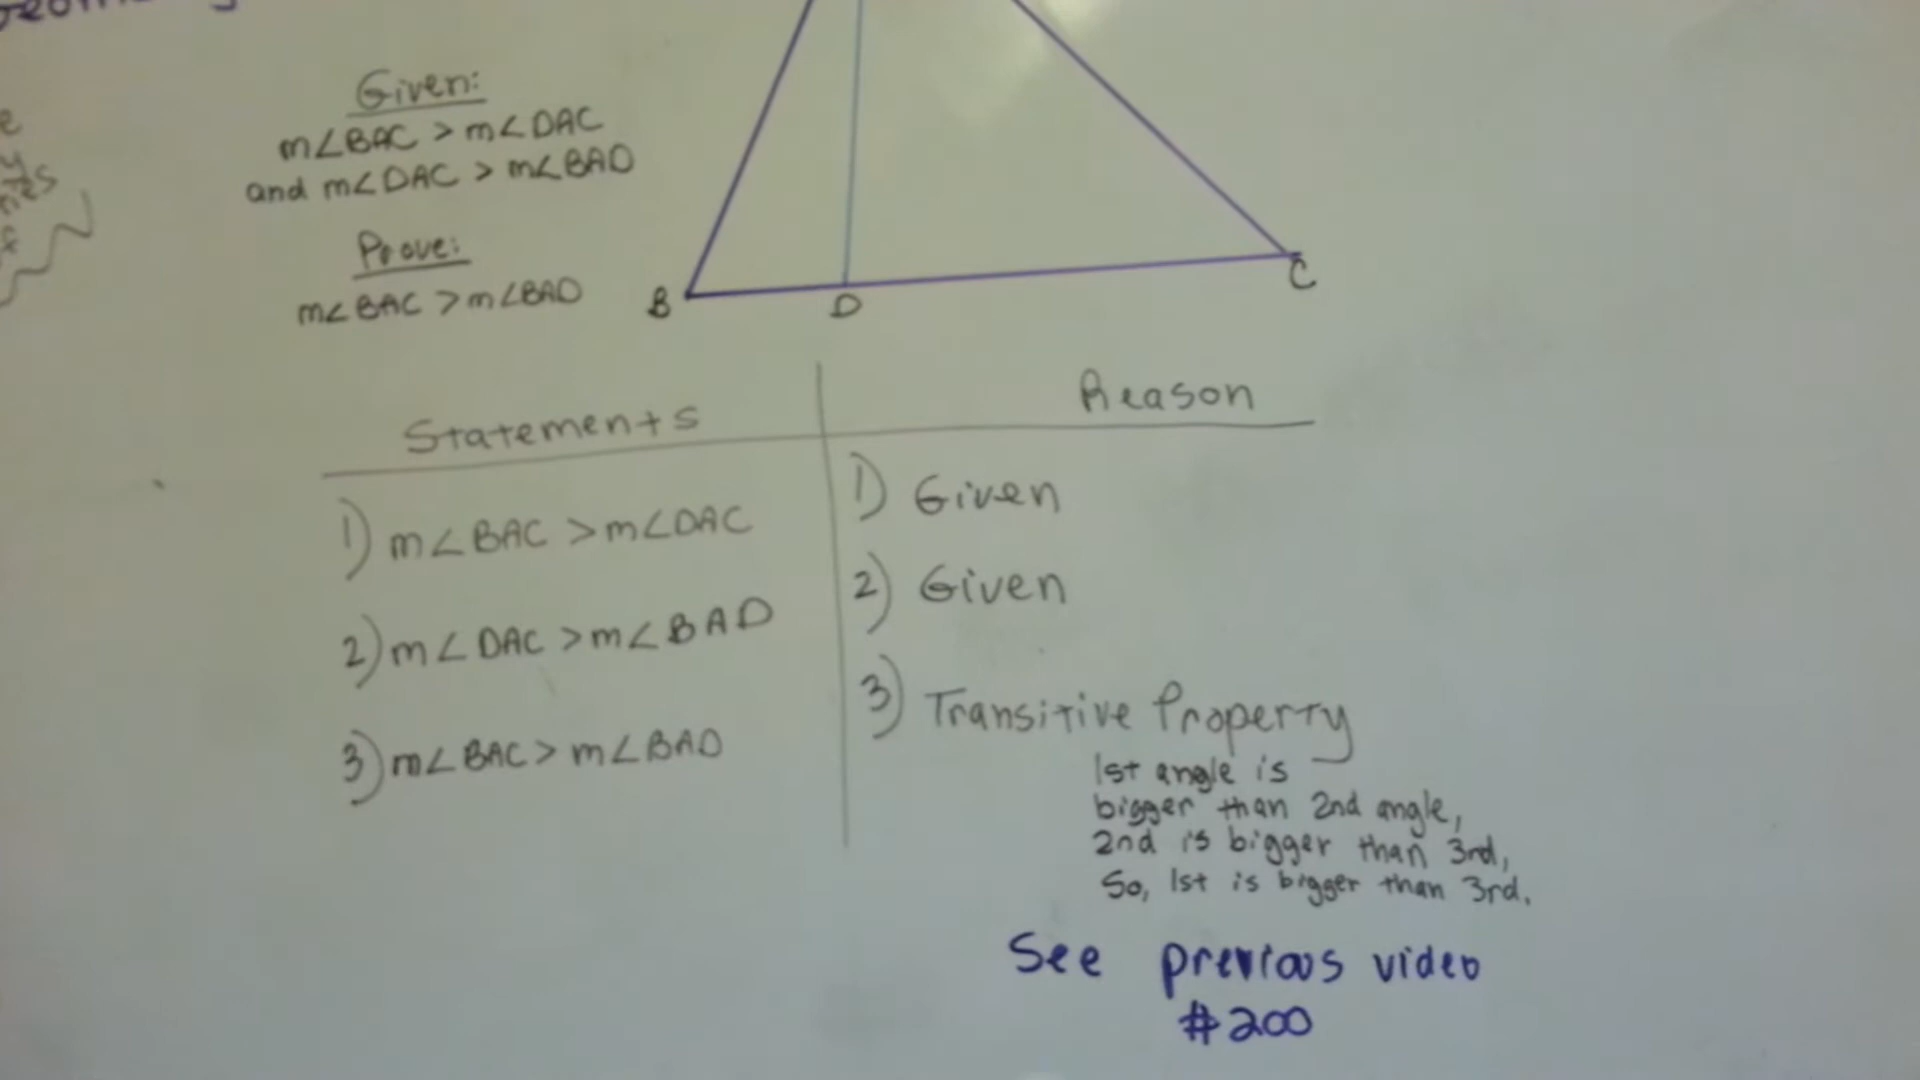 Given:
m∠BAC > m∠DAC
and m∠DAC > m∠BAD
Prove:
m∠BAC > m∠BAD
B
D
C
Statements
Reason
1) m∠BAC > m∠DAC
1) Given
2) m∠DAC > m∠BAD
2) Given
3) m∠BAC > m∠BAD
3) Transitive Property
1st angle is
bigger than 2nd angle,
2nd is bigger than 3rd,
So, 1st is bigger than 3rd.
See previous video
#200